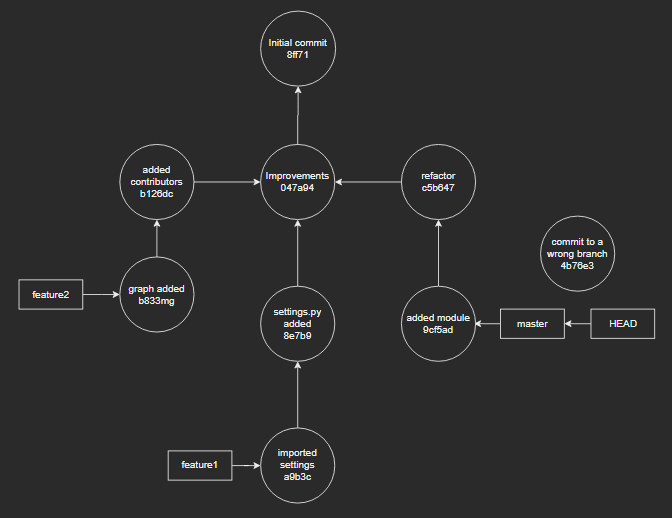 Initial commit
8ff71
added
contributors
b126dc
Improvements
047a94
refactor
c5b647
commit to a
wrong branch
4b76e3
feature2
graph added
b833mg
settings.py
added
8e7b9
added module
9cf5ad
master
HEAD
feature1
imported
settings
a9b3c